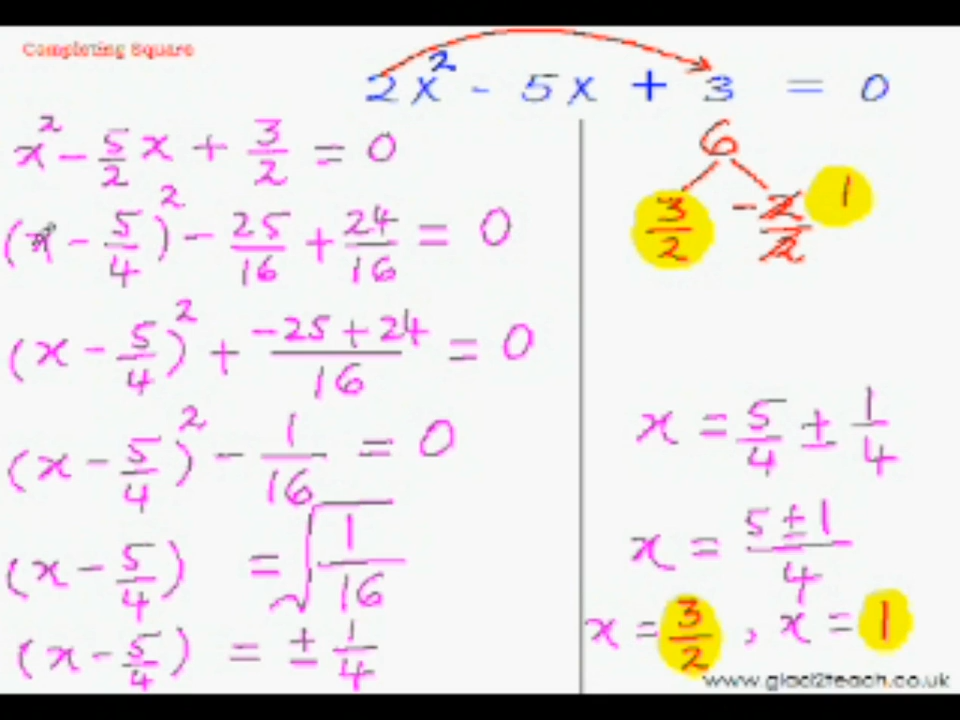 Completing Square
2x² - 5x + 3 = 0
x² - 5/2 x + 3/2 = 0
(x - 5/4)² - 25/16 + 24/16 = 0
(x - 5/4)² + (-25 + 24)/16 = 0
(x - 5/4)² - 1/16 = 0
(x - 5/4) = √(1/16)
(x - 5/4) = ± 1/4
6
3/2 - 2/2 1
x = 5/4 ± 1/4
x = (5 ± 1)/4
x = 3/2 , x = 1
www.glad2teach.co.uk